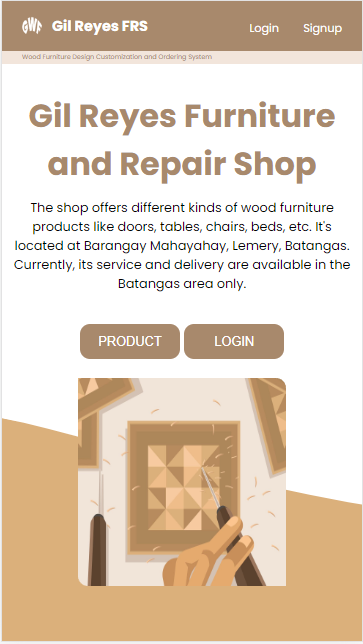 GWF Gil Reyes FRS Login Signup
Wood Furniture Design Customization and Ordering System
Gil Reyes Furniture
and Repair Shop
The shop offers different kinds of wood furniture
products like doors, tables, chairs, beds, etc. It's
located at Barangay Mahayahay, Lemery, Batangas.
Currently, its service and delivery are available in the
Batangas area only.
PRODUCT LOGIN